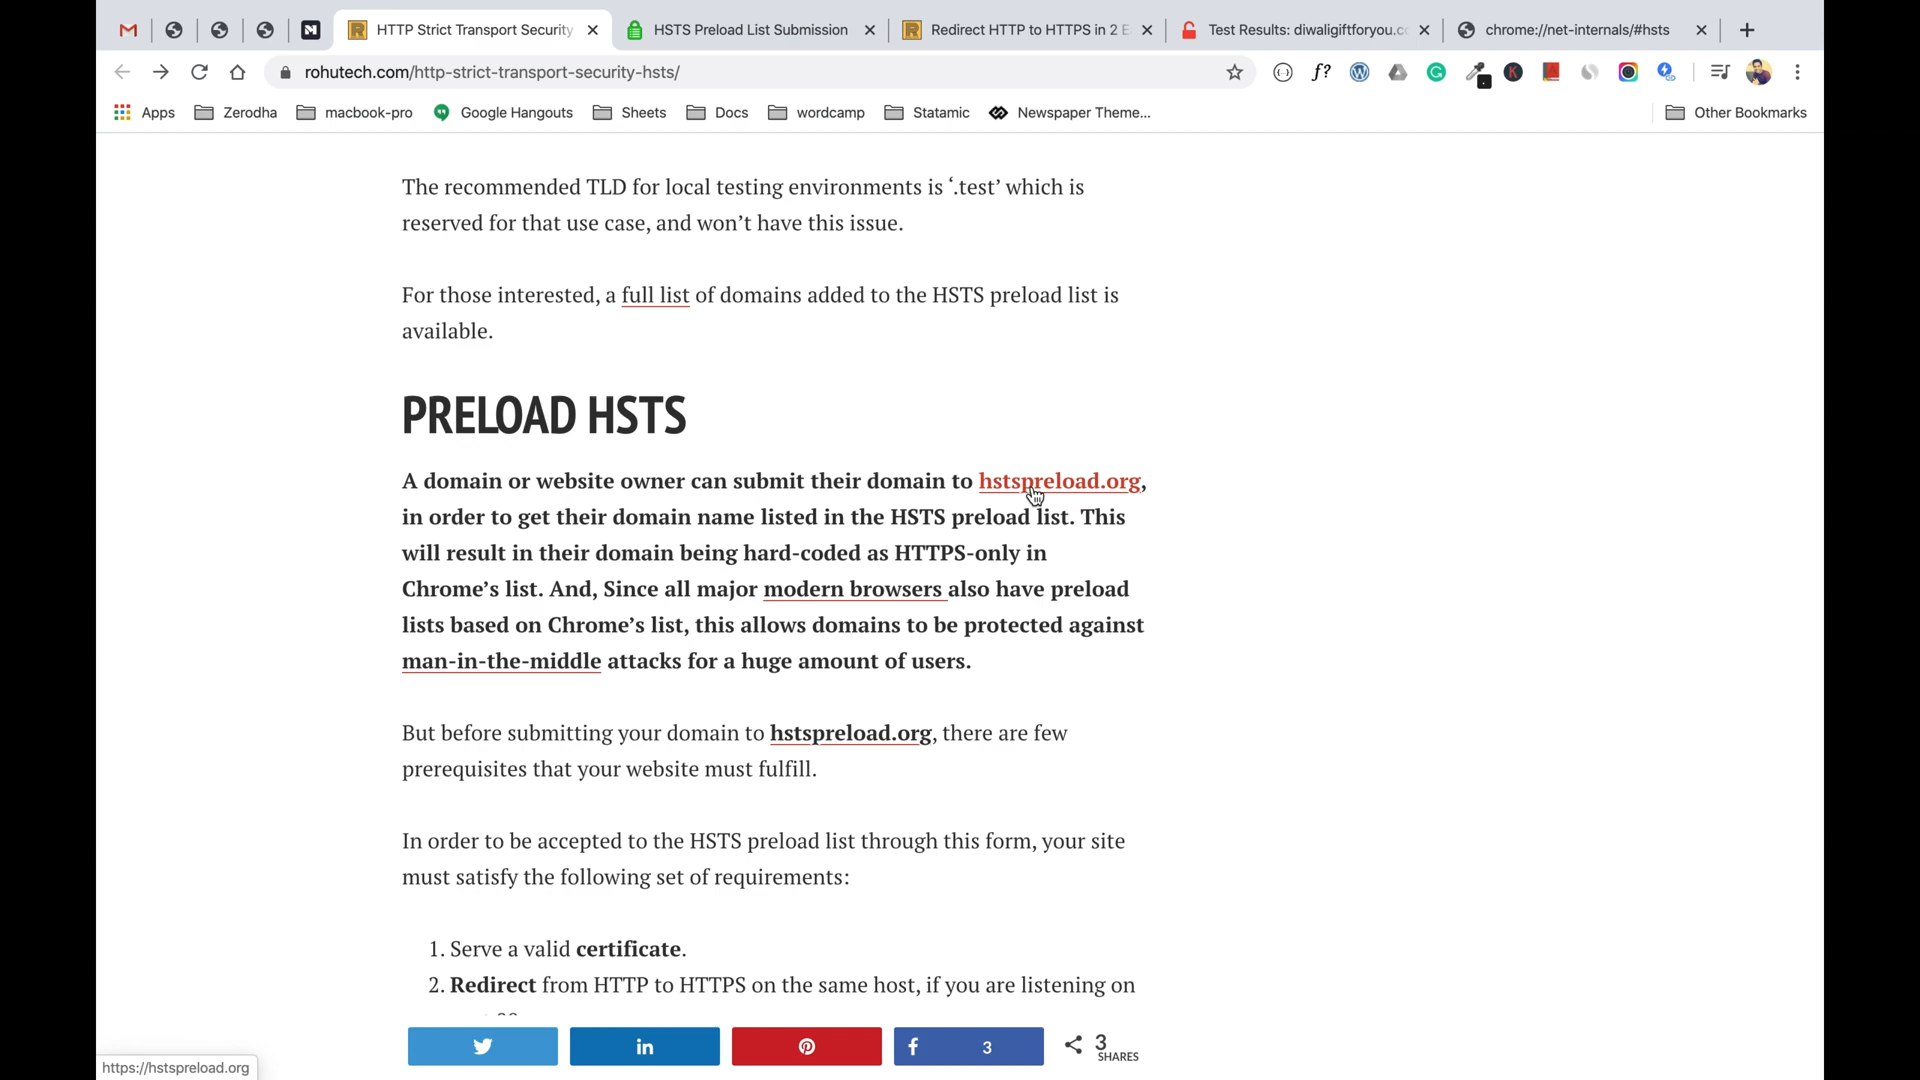 HTTP Strict Transport Security
HSTS Preload List Submission
Redirect HTTP to HTTPS in 2 E
Test Results: diwaligiftforyou.co
chrome://net-internals/#hsts
rohutech.com/http-strict-transport-security-hsts/
f?
Apps
Zerodha
macbook-pro
Google Hangouts
Sheets
Docs
wordcamp
Statamic
Newspaper Theme...
Other Bookmarks
The recommended TLD for local testing environments is ‘.test’ which is
reserved for that use case, and won’t have this issue.
For those interested, a full list of domains added to the HSTS preload list is
available.
PRELOAD HSTS
A domain or website owner can submit their domain to hstspreload.org,
in order to get their domain name listed in the HSTS preload list. This
will result in their domain being hard-coded as HTTPS-only in
Chrome’s list. And, Since all major modern browsers also have preload
lists based on Chrome’s list, this allows domains to be protected against
man-in-the-middle attacks for a huge amount of users.
But before submitting your domain to hstspreload.org, there are few
prerequisites that your website must fulfill.
In order to be accepted to the HSTS preload list through this form, your site
must satisfy the following set of requirements:
1. Serve a valid certificate.
2. Redirect from HTTP to HTTPS on the same host, if you are listening on
3
3
SHARES
https://hstspreload.org